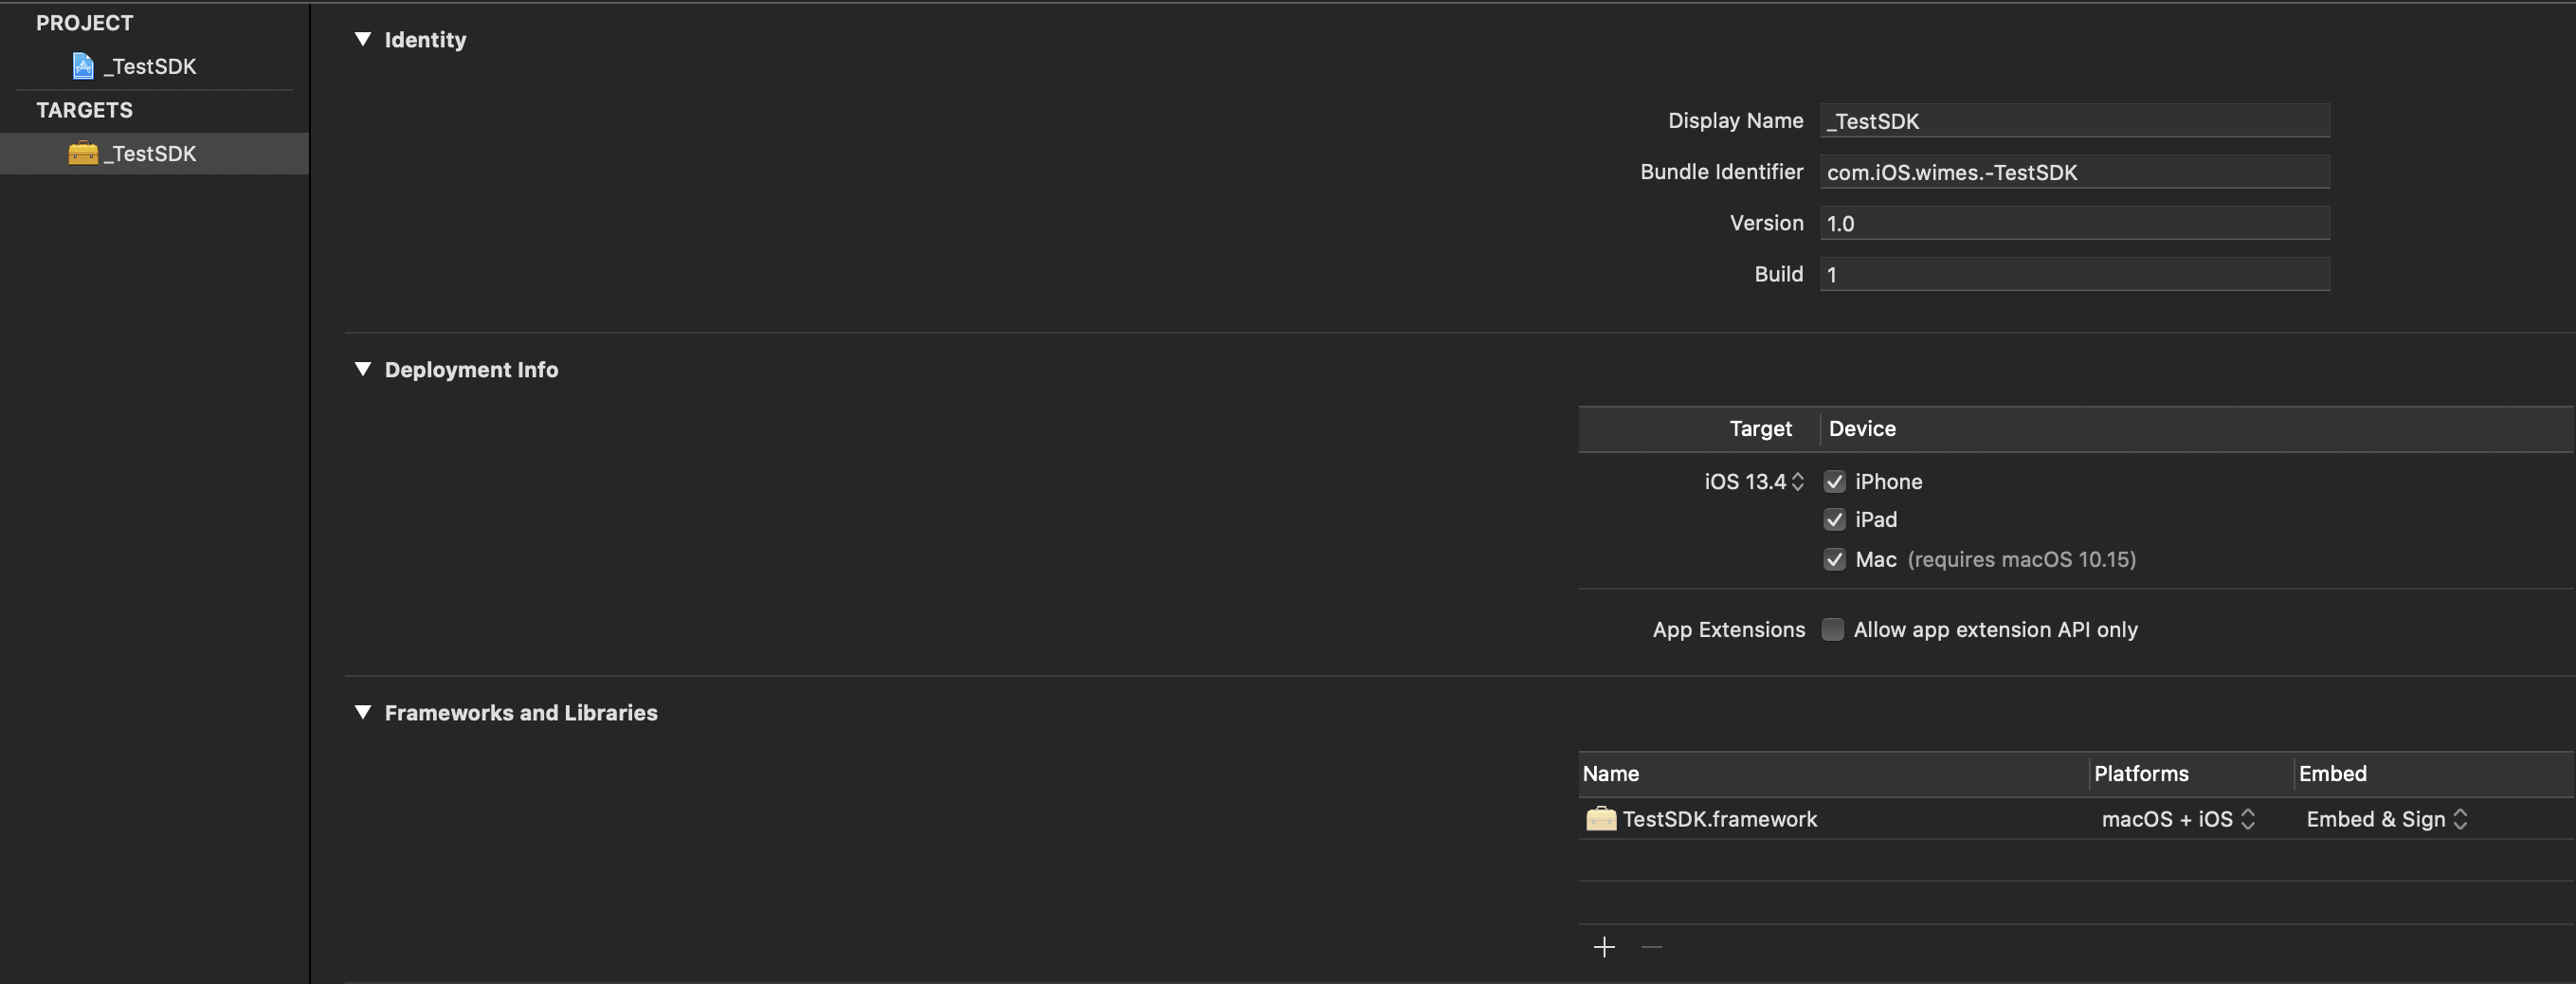 PROJECT
_TestSDK
TARGETS
_TestSDK
Identity
Display Name _TestSDK
Bundle Identifier com.iOS.wimes.-TestSDK
Version 1.0
Build 1
Deployment Info
Target Device
iOS 13.4 iPhone
iPad
Mac (requires macOS 10.15)
App Extensions Allow app extension API only
Frameworks and Libraries
Name Platforms Embed
TestSDK.framework macOS + iOS Embed & Sign